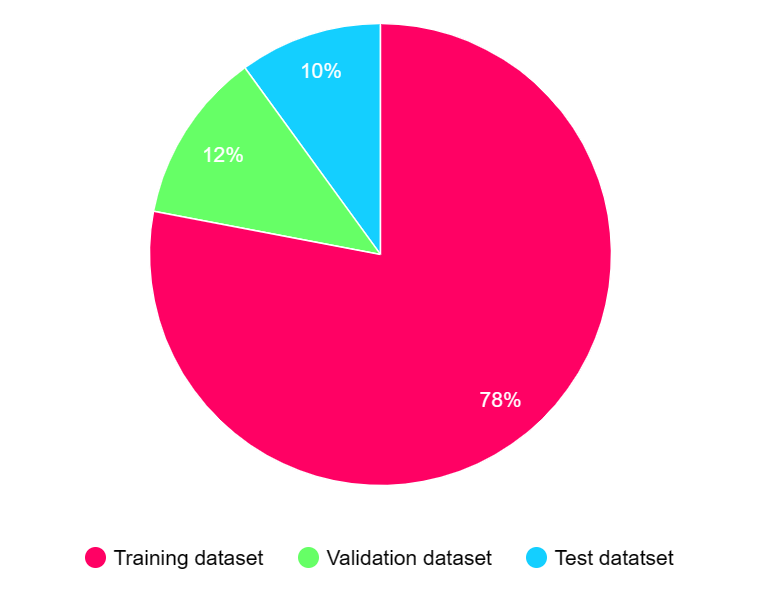 10%
12%
78%
Training dataset Validation dataset Test datatset